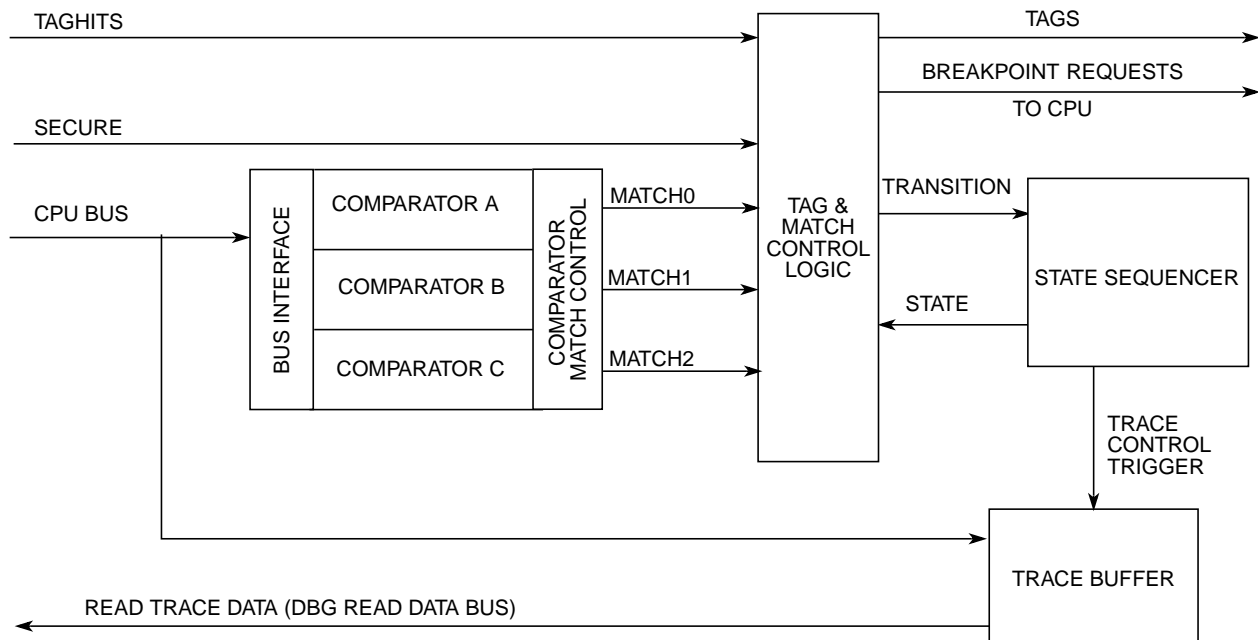 TAGHITS
TAGS
BREAKPOINT REQUESTS
TO CPU
SECURE
CPU BUS
BUS INTERFACE
COMPARATOR A
COMPARATOR B
COMPARATOR C
COMPARATOR
MATCH CONTROL
MATCH0
MATCH1
MATCH2
TAG &
MATCH
CONTROL
LOGIC
TRANSITION
STATE
STATE SEQUENCER
TRACE
CONTROL
TRIGGER
TRACE BUFFER
READ TRACE DATA (DBG READ DATA BUS)